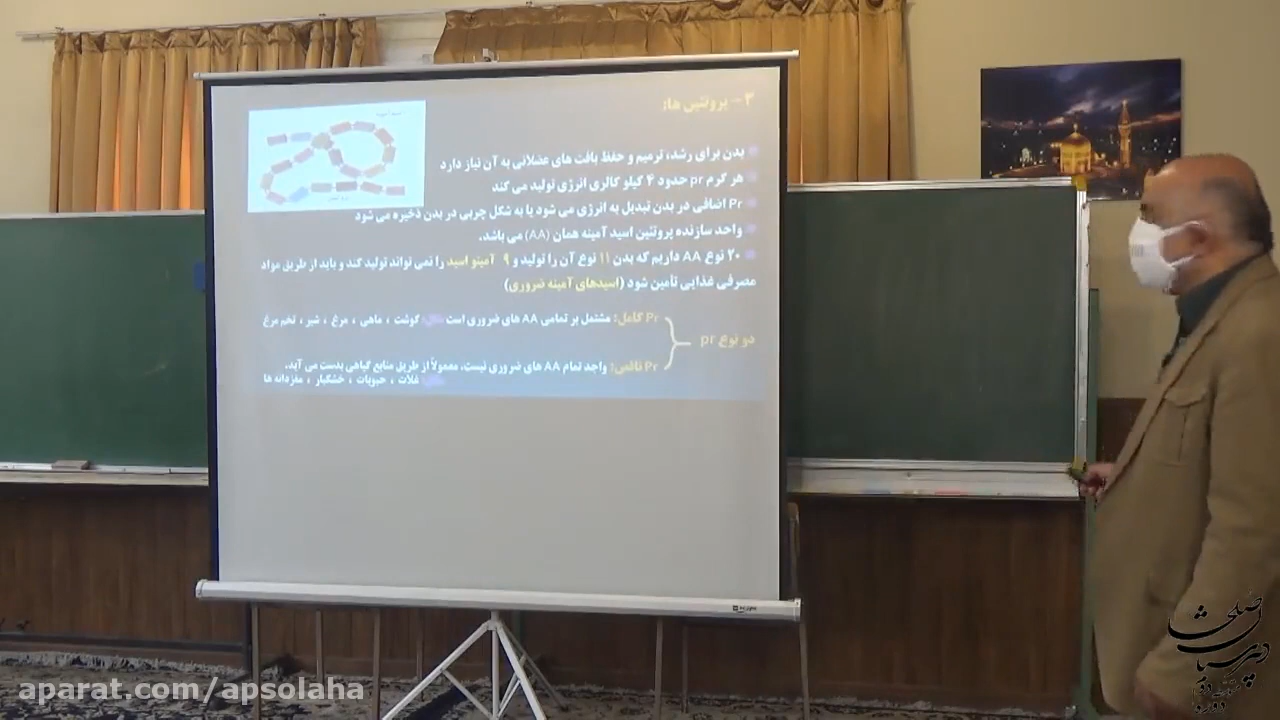 ۲- پروتئین ها:
بدن برای رشد، ترمیم و حفظ بافت های عضلانی به آن نیاز دارد
هر گرم pr حدود ۴ کیلو کالری انرژی تولید می کند
Pr اضافی در بدن تبدیل به انرژی می شود یا به شکل چربی در بدن ذخیره می شود
واحد سازنده پروتئین اسید آمینه همان (AA) می باشد.
۲۰ نوع AA داریم که بدن ۱۱ نوع آن را تولید و ۹ آمینو اسید را نمی تواند تولید کند و باید از طریق مواد
مصرفی غذایی تأمین شود (اسیدهای آمینه ضروری)
دو نوع pr
Pr کامل: مشتمل بر تمامی AA های ضروری است گوشت ، ماهی ، مرغ ، شیر ، تخم مرغ
Pr ناقص: واجد تمام AA های ضروری نیست، معمولاً از طریق منابع گیاهی بدست می آید.
غلات ، حبوبات ، خشکبار ، مغزدانه ها
aparat.com/apsolaha